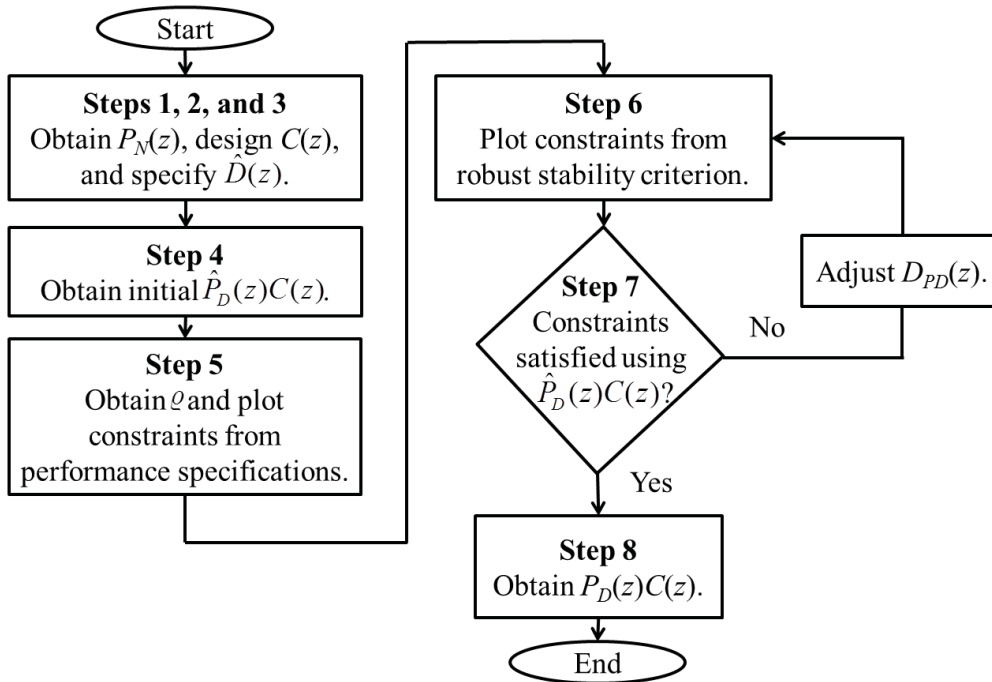 Start
Steps 1, 2, and 3
Obtain P_N(z), design C(z),
and specify D̂(z).
Step 4
Obtain initial P̂_D(z)C(z).
Step 5
Obtain ϱ and plot
constraints from
performance specifications.
Step 6
Plot constraints from
robust stability criterion.
Step 7
Constraints
satisfied using
P̂_D(z)C(z)?
No
Adjust D_PD(z).
Yes
Step 8
Obtain P_D(z)C(z).
End